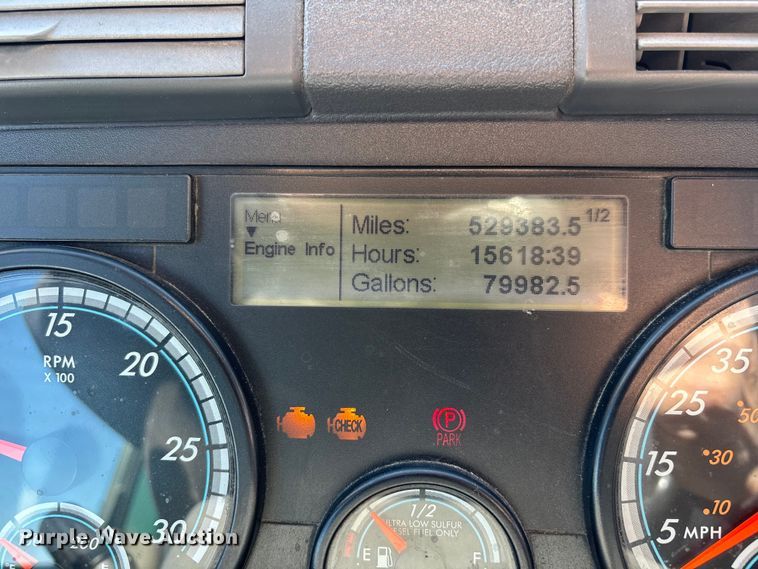 Menu
▼
Engine Info
Miles: 529383.5 1/2
Hours: 15618:39
Gallons: 79982.5
15
20
25
30
RPM
X 100
200
CHECK
P
PARK
1/2
ULTRA LOW SULFUR
DIESEL FUEL ONLY
E
F
35
25
15
5 MPH
50
30
10
Purple Wave Auction